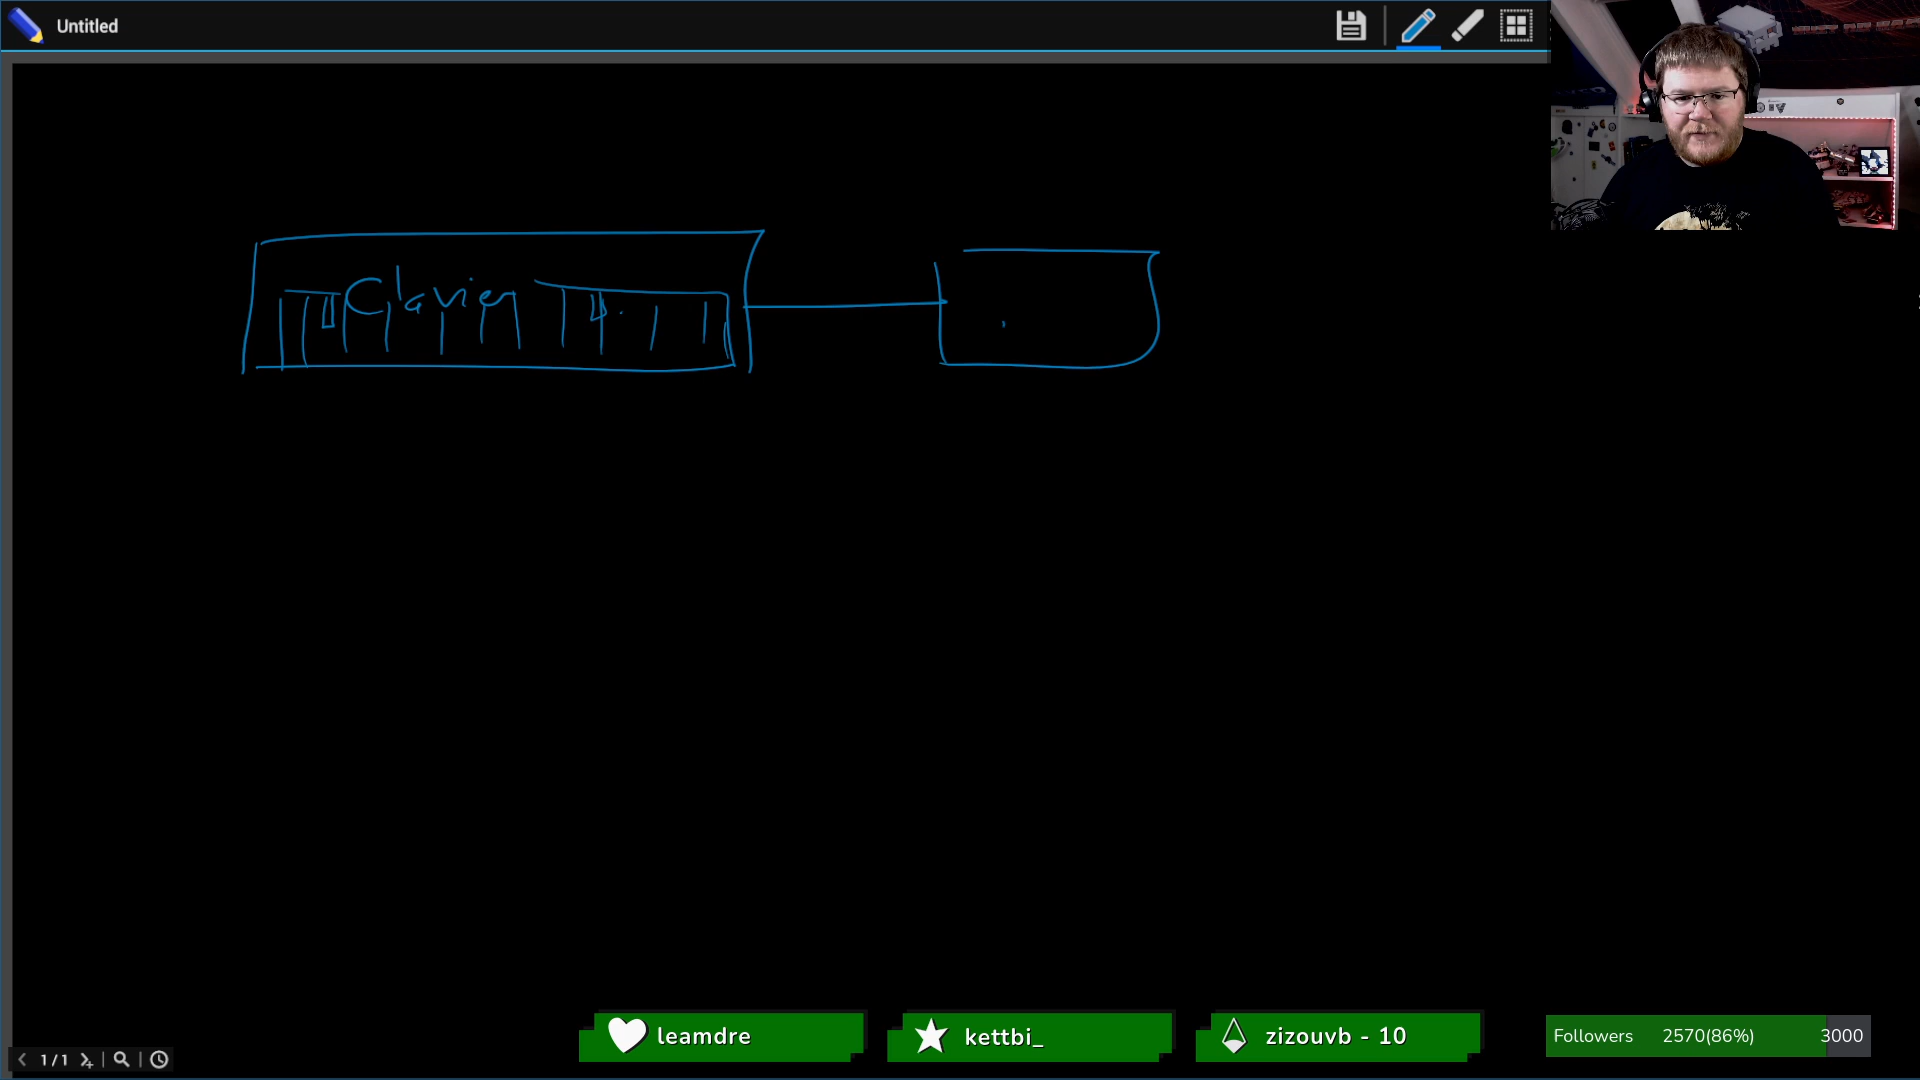 Untitled
Clavier
leamdre
kettbi_
zizouvb - 10
Followers 2570(86%) 3000
1/1